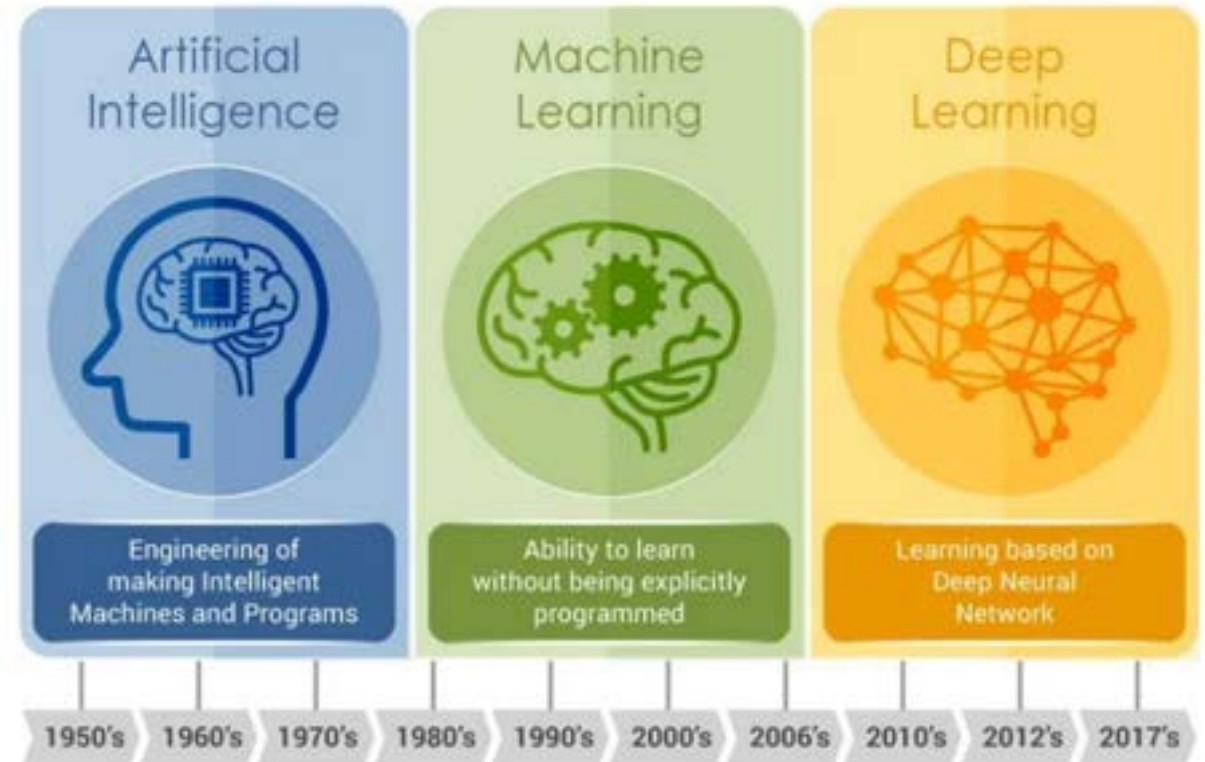 Artificial
Intelligence
Engineering of
making Intelligent
Machines and Programs
Machine
Learning
Ability to learn
without being explicitly
programmed
Deep
Learning
Learning based on
Deep Neural
Network
1950's 1960's 1970's 1980's 1990's 2000's 2006's 2010's 2012's 2017's